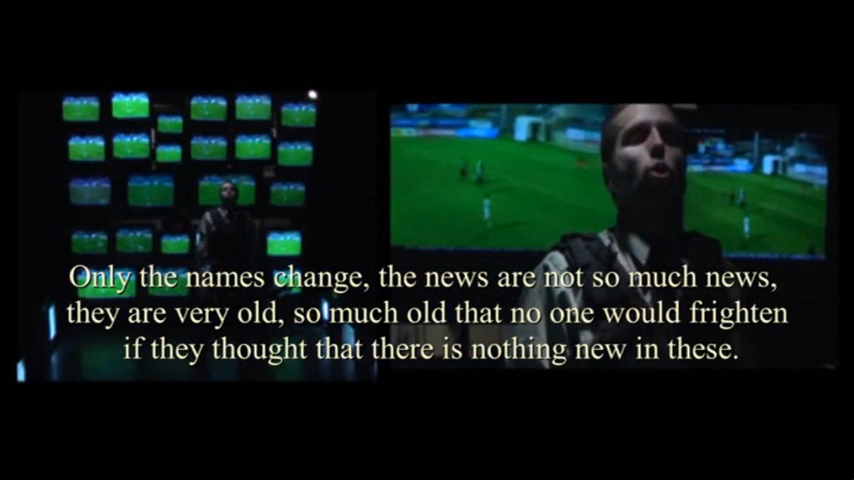 Only the names change, the news are not so much news,
they are very old, so much old that no one would frighten
if they thought that there is nothing new in these.